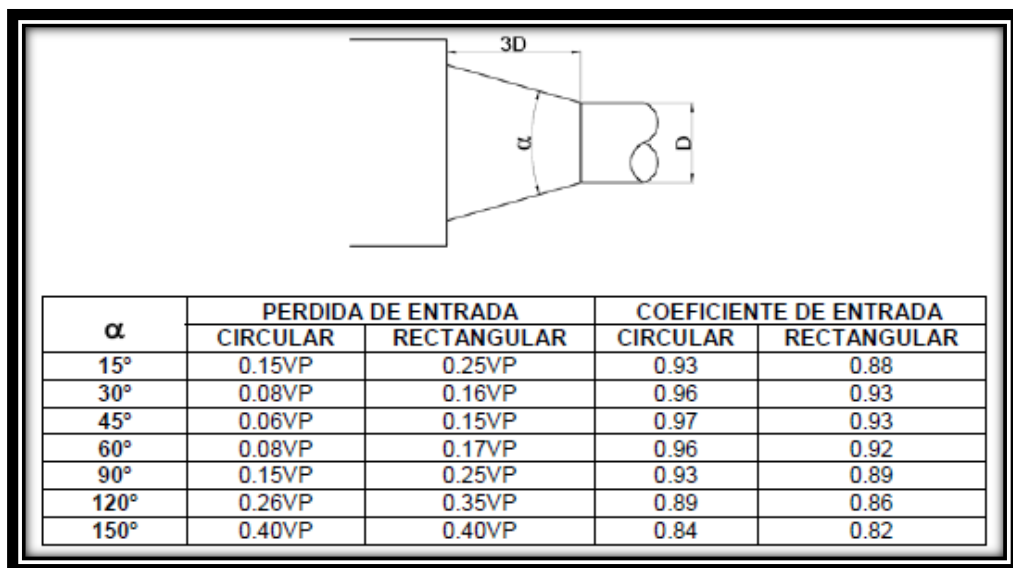 3D
α
D
α PERDIDA DE ENTRADA COEFICIENTE DE ENTRADA
CIRCULAR RECTANGULAR CIRCULAR RECTANGULAR
15° 0.15VP 0.25VP 0.93 0.88
30° 0.08VP 0.16VP 0.96 0.93
45° 0.06VP 0.15VP 0.97 0.93
60° 0.08VP 0.17VP 0.96 0.92
90° 0.15VP 0.25VP 0.93 0.89
120° 0.26VP 0.35VP 0.89 0.86
150° 0.40VP 0.40VP 0.84 0.82